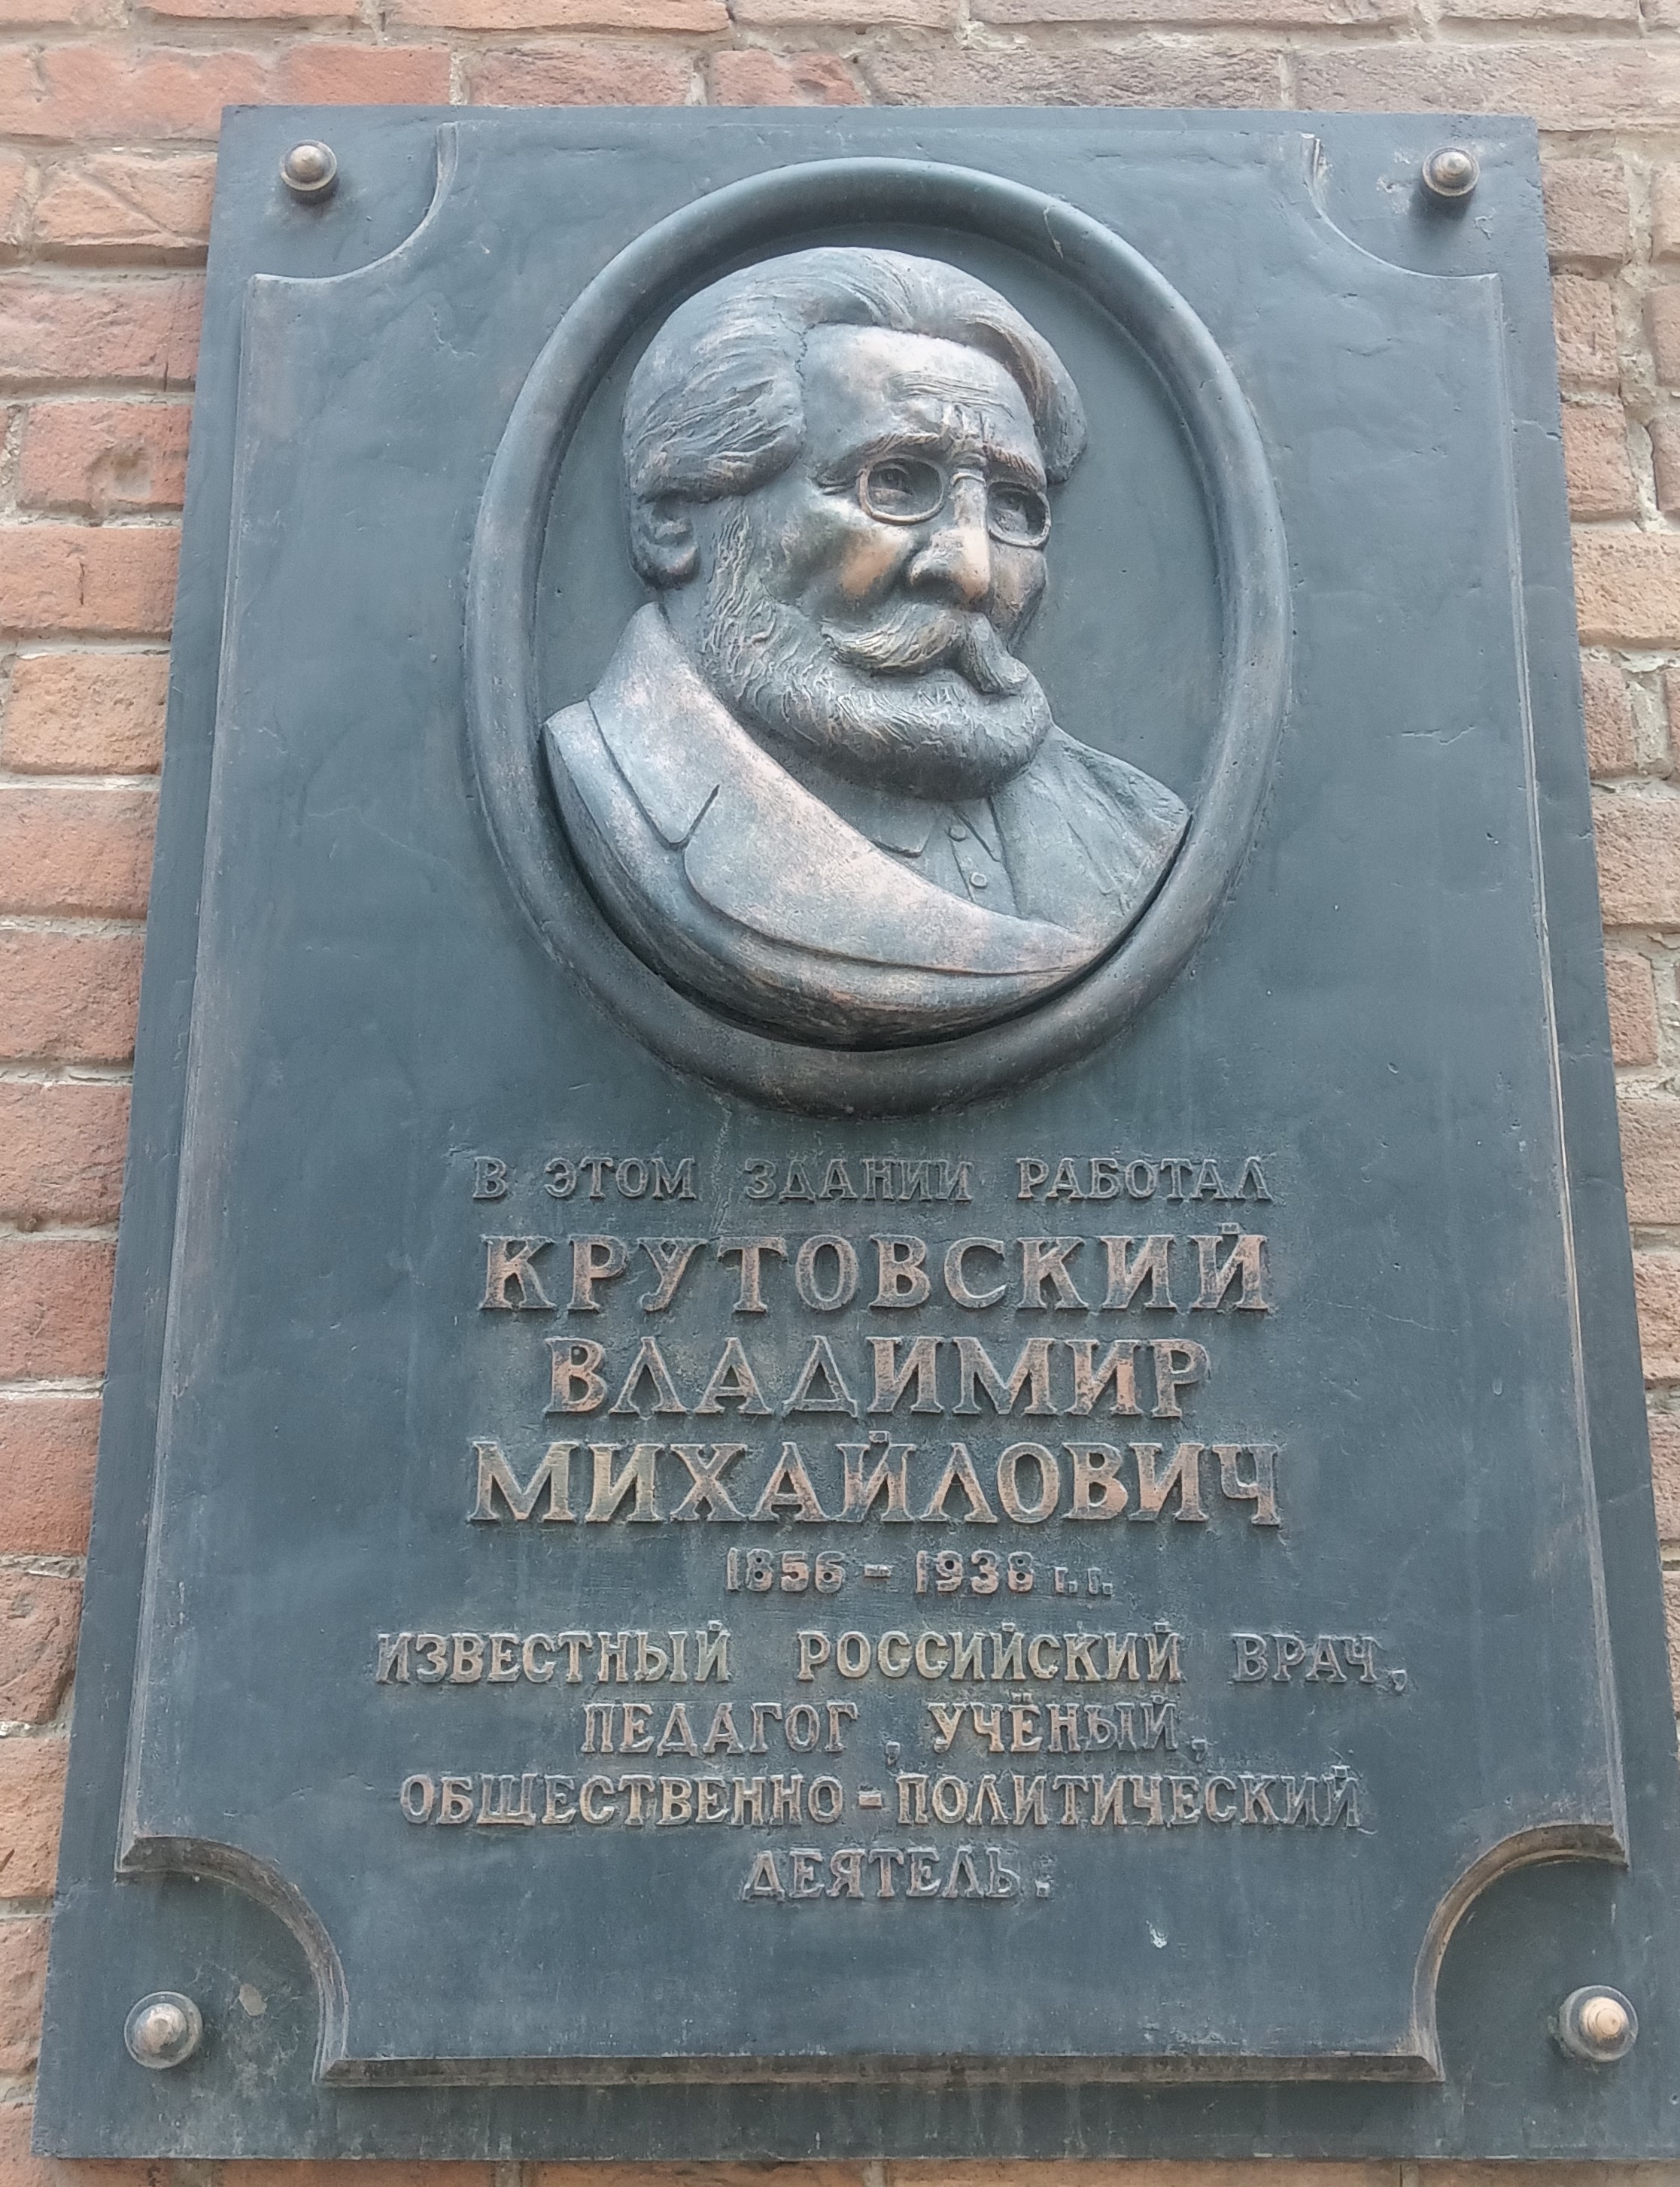 В ЭТОМ ЗДАНИИ РАБОТАЛ
КРУТОВСКИЙ
ВЛАДИМИР
МИХАЙЛОВИЧ
1856 - 1938 г.г.
ИЗВЕСТНЫЙ РОССИЙСКИЙ ВРАЧ,
ПЕДАГОГ, УЧЁНЫЙ,
ОБЩЕСТВЕННО-ПОЛИТИЧЕСКИЙ
ДЕЯТЕЛЬ.